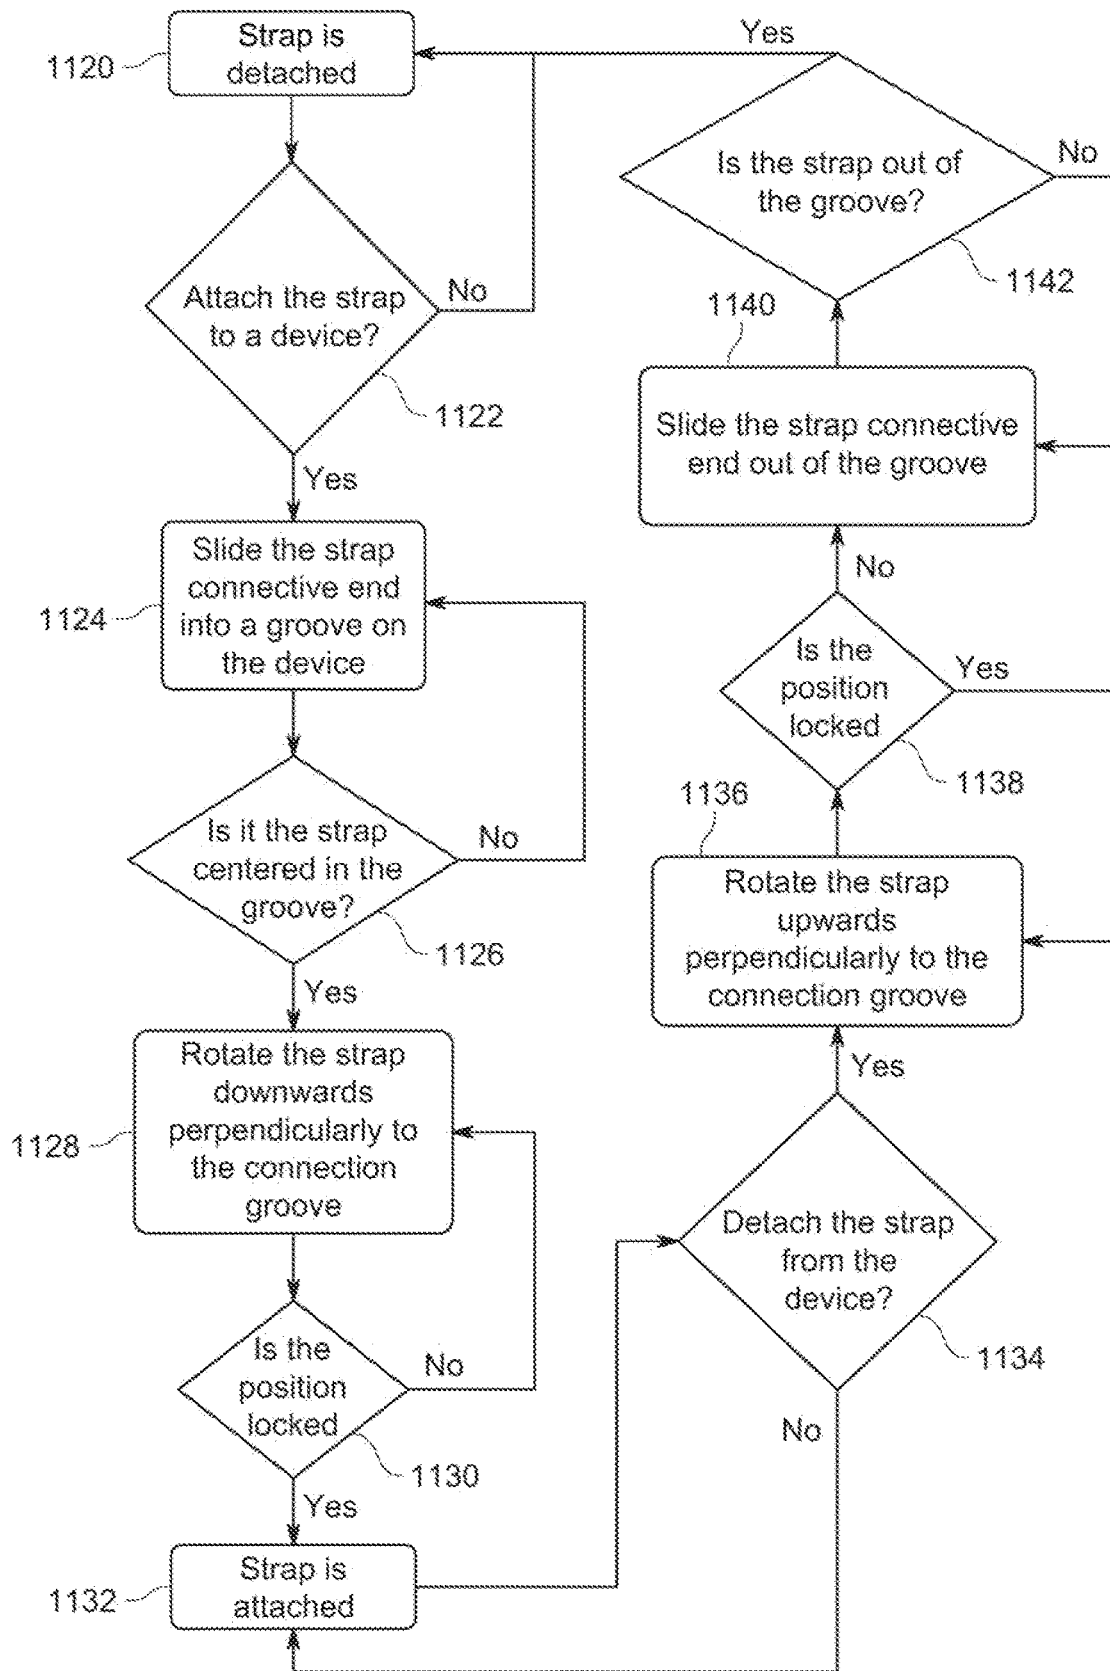 Strap is
detached
1120
Attach the strap
to a device?
No
1122
Yes
Slide the strap
connective end
into a groove on
the device
1124
Is it the strap
centered in the
groove?
No
1126
Yes
Rotate the strap
downwards
perpendicularly to
the connection
groove
1128
Is the
position
locked
No
1130
Yes
Strap is
attached
1132
Detach the strap
from the
device?
1134
No
Yes
Rotate the strap
upwards
perpendicularly to the
connection groove
1136
Is the
position
locked
Yes
1138
No
Slide the strap connective
end out of the groove
1140
Is the strap out of
the groove?
No
1142
Yes